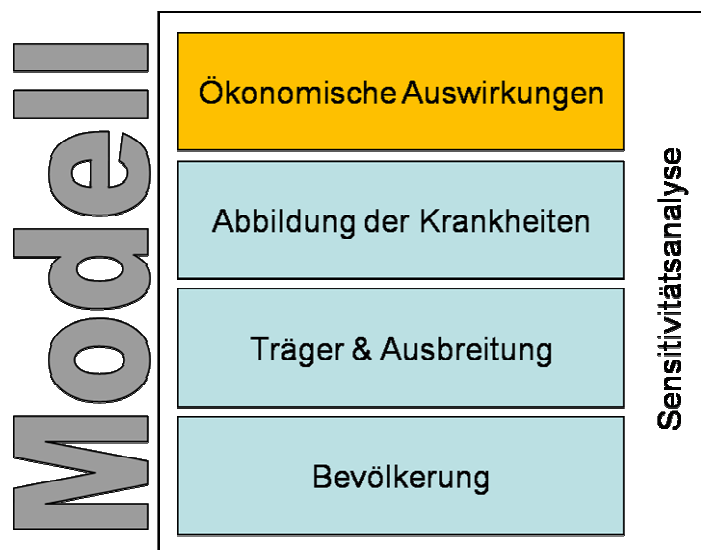 Modell
Ökonomische Auswirkungen
Abbildung der Krankheiten
Träger & Ausbreitung
Bevölkerung
Sensitivitätsanalyse